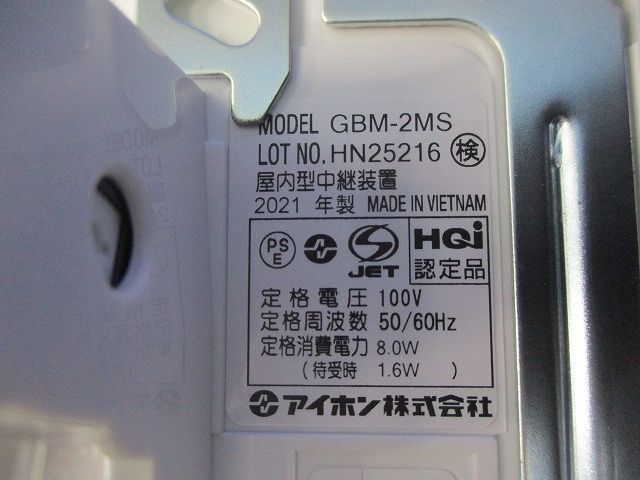 MODEL GBM-2MS
LOT NO. HN25216 検
屋内型中継装置
2021 年製 MADE IN VIETNAM
PS E JET HQi 認定品
定格電圧 100V
定格周波数 50/60Hz
定格消費電力 8.0W
(待受時 1.6W )
アイホン株式会社